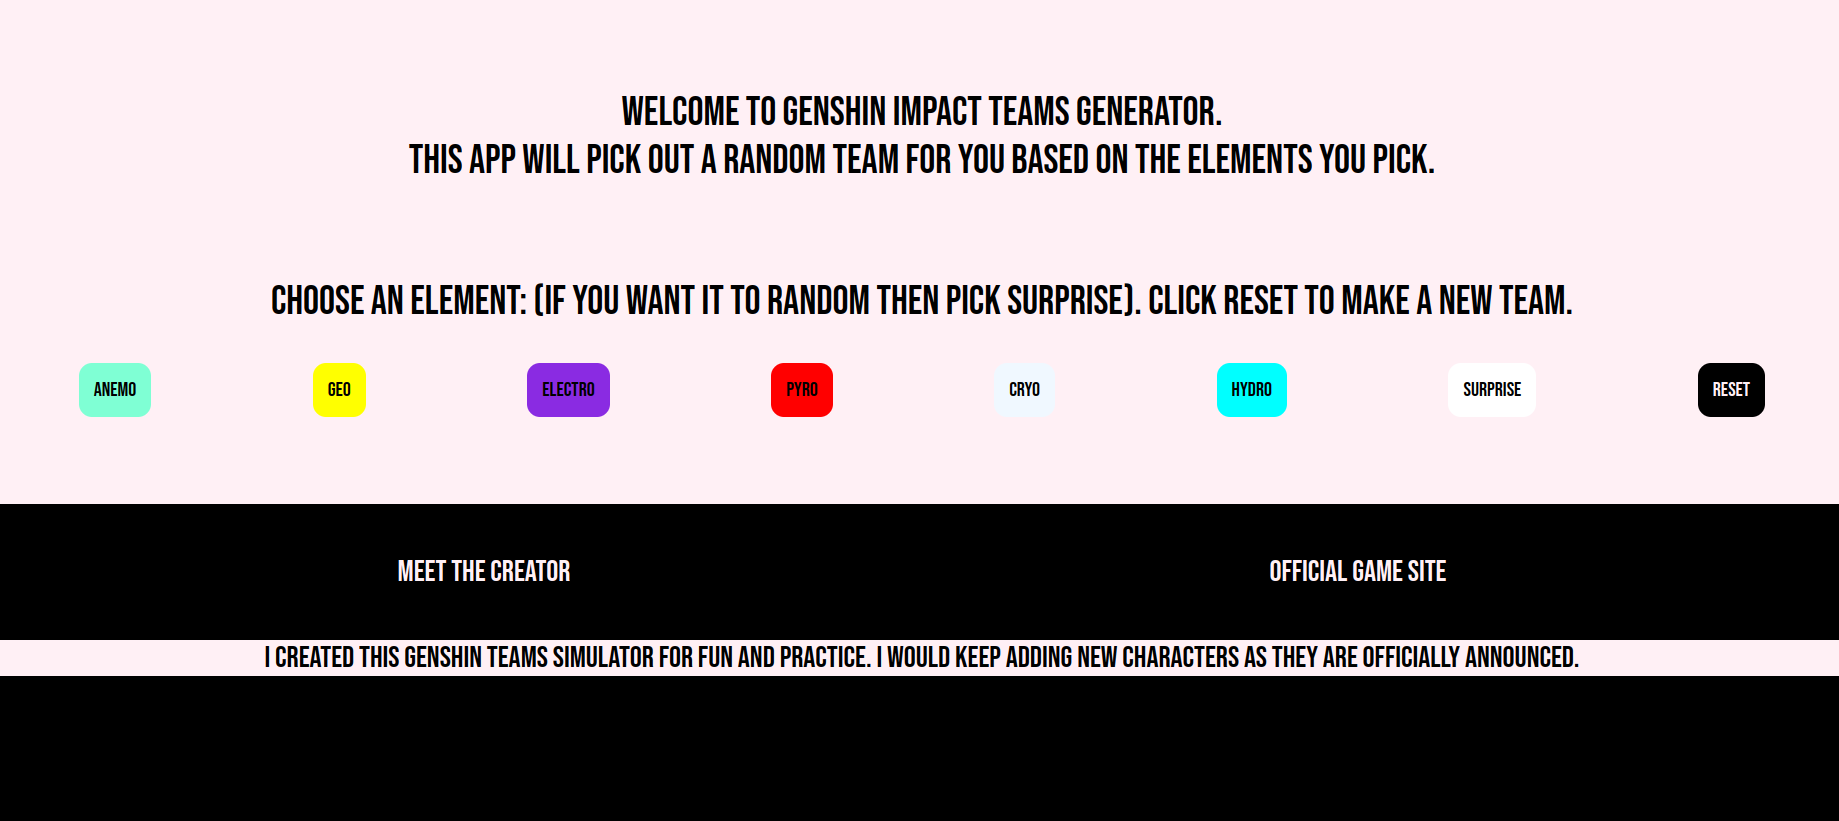 WELCOME TO GENSHIN IMPACT TEAMS GENERATOR.
THIS APP WILL PICK OUT A RANDOM TEAM FOR YOU BASED ON THE ELEMENTS YOU PICK.
CHOOSE AN ELEMENT: (IF YOU WANT IT TO RANDOM THEN PICK SURPRISE). CLICK RESET TO MAKE A NEW TEAM.
ANEMO GEO ELECTRO PYRO CRYO HYDRO SURPRISE RESET
MEET THE CREATOR OFFICIAL GAME SITE
I CREATED THIS GENSHIN TEAMS SIMULATOR FOR FUN AND PRACTICE. I WOULD KEEP ADDING NEW CHARACTERS AS THEY ARE OFFICIALLY ANNOUNCED.